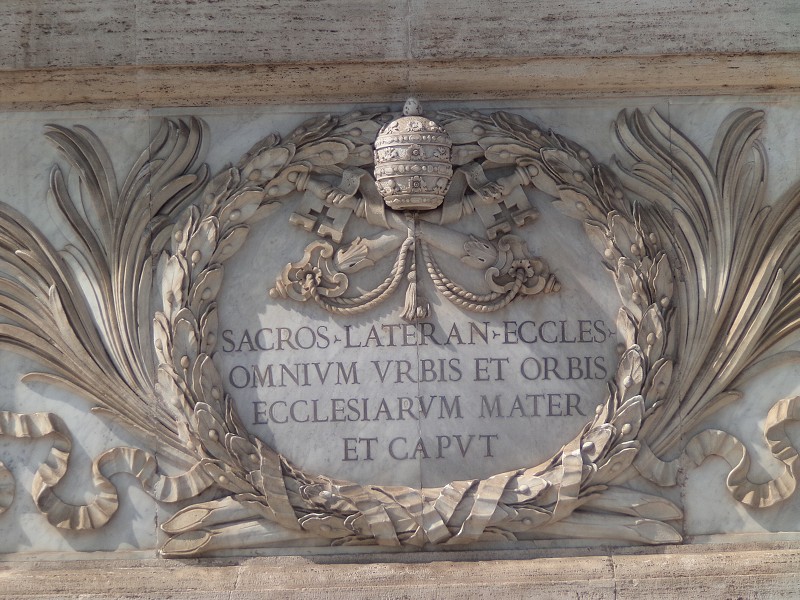 SACROS·LATERAN·ECCLES·
OMNIVM VRBIS ET ORBIS
ECCLESIARVM MATER
ET CAPVT